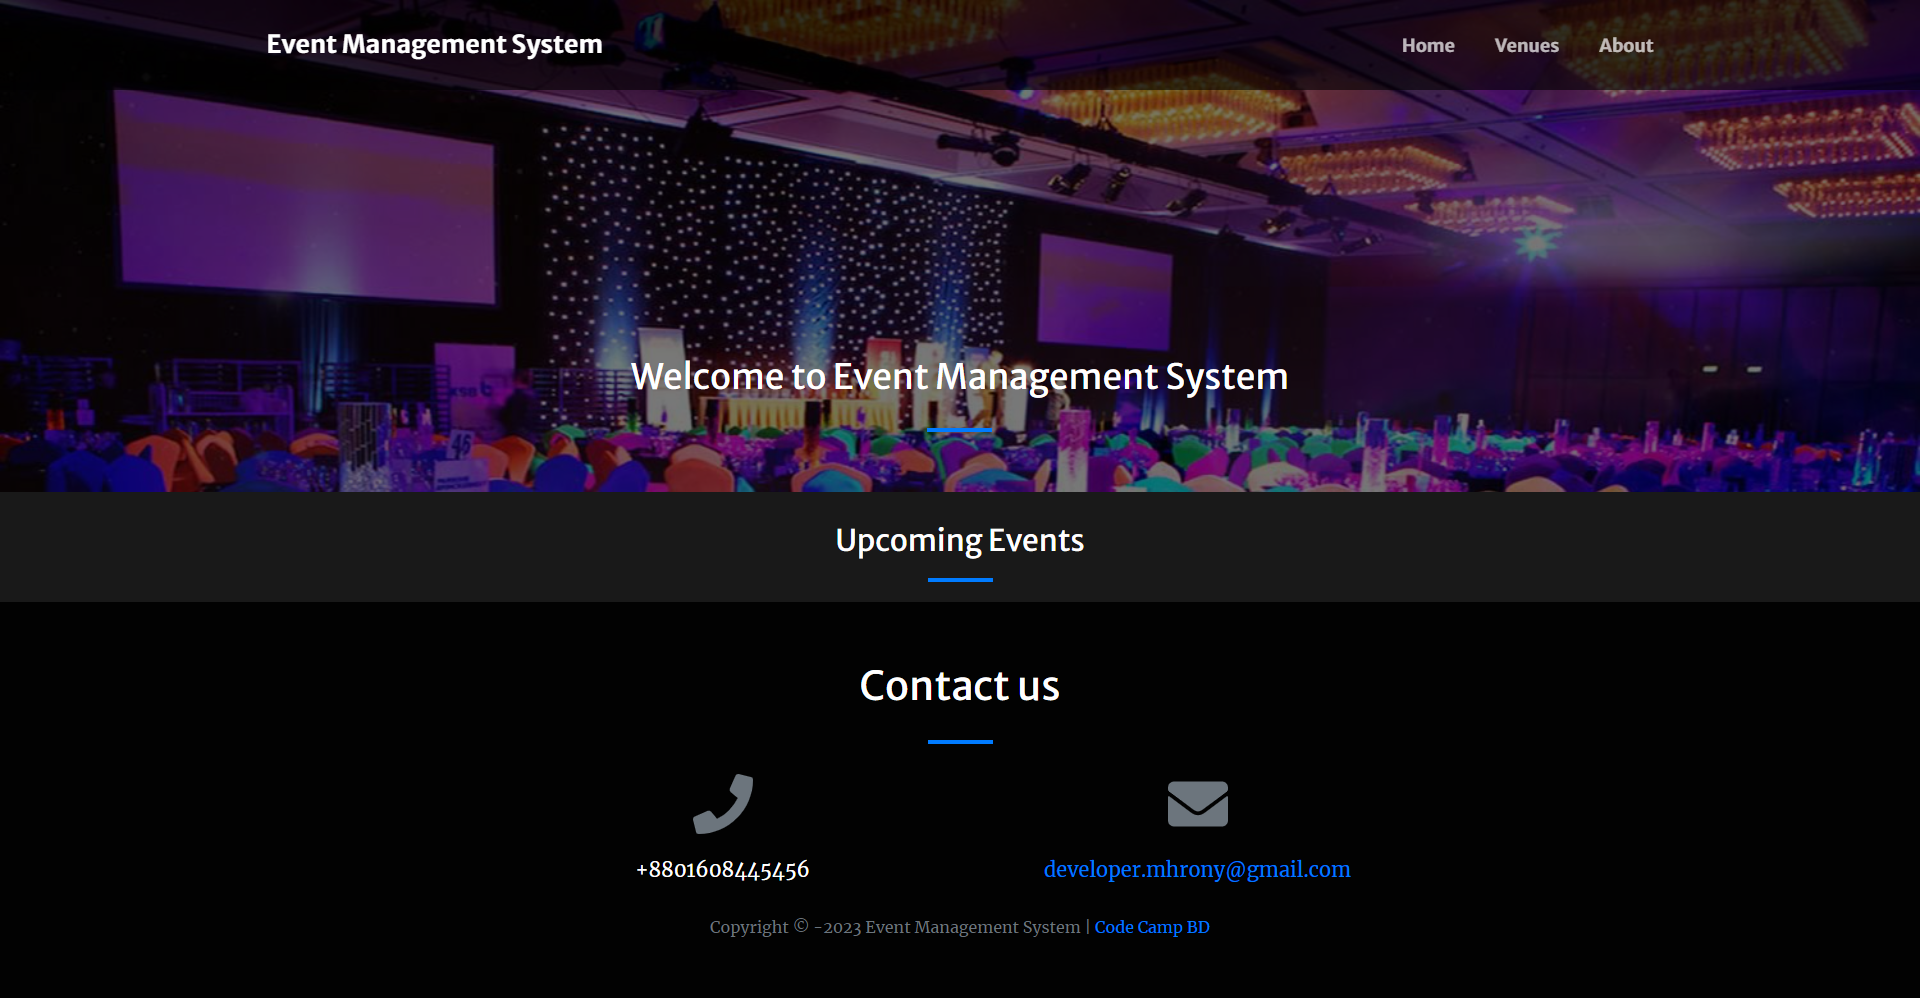 Event Management System
Home
Venues
About
46
Welcome to Event Management System
Upcoming Events
Contact us
+8801608445456
developer.mhrony@gmail.com
Copyright © -2023 Event Management System | Code Camp BD